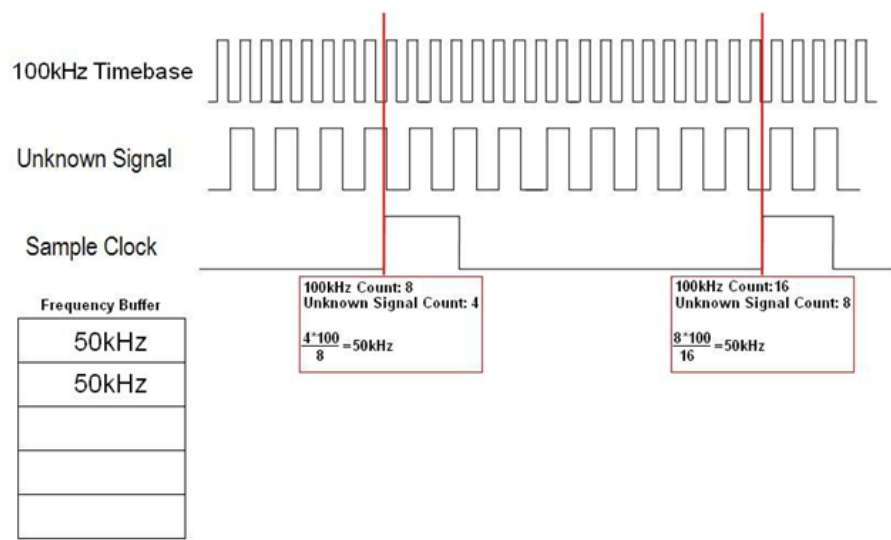 100kHz Timebase
Unknown Signal
Sample Clock
100kHz Count: 8
Unknown Signal Count: 4
4*100
8
=50kHz
100kHz Count:16
Unknown Signal Count: 8
8*100
16
=50kHz
Frequency Buffer
50kHz
50kHz